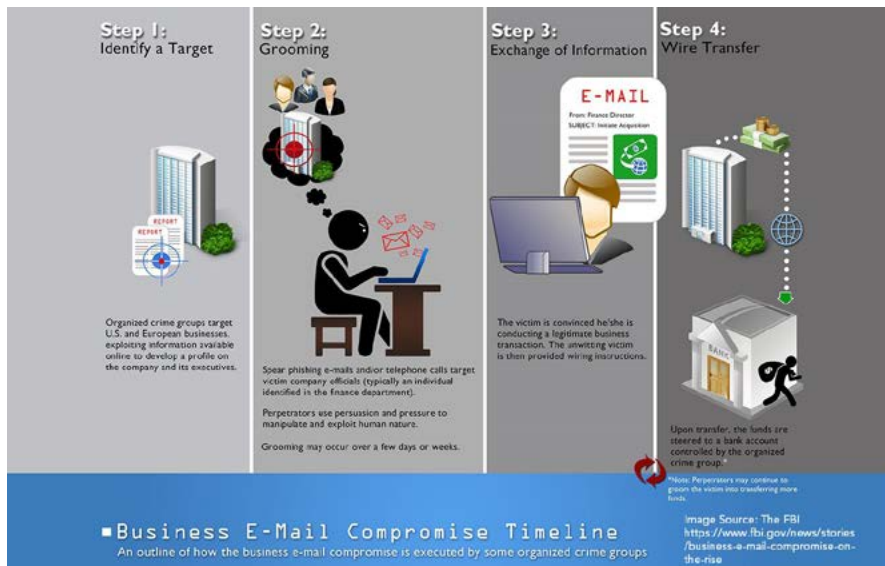 Step 1:
Identify a Target
REPORT
REPORT
Organized crime groups target
U.S. and European businesses,
exploiting information available
online to develop a profile on
the company and its executives.
Step 2:
Grooming
Spear phishing e-mails and/or telephone calls target
victim company officials (typically an individual
identified in the finance department).
Perpetrators use persuasion and pressure to
manipulate and exploit human nature.
Grooming may occur over a few days or weeks.
Step 3:
Exchange of Information
E-MAIL
From: Finance Director
SUBJECT: Initiate Acquisition
The victim is convinced he/she is
conducting a legitimate business
transaction. The unwitting victim
is then provided wiring instructions.
Step 4:
Wire Transfer
BANK
Upon transfer, the funds are
steered to a bank account
controlled by the organized
crime group.*
*Note: Perpetrators may continue to
groom the victim into transferring more
funds.
Business E-Mail Compromise Timeline
An outline of how the business e-mail compromise is executed by some organized crime groups
Image Source: The FBI
https://www.fbi.gov/news/stories
/business-e-mail-compromise-on-
the-rise